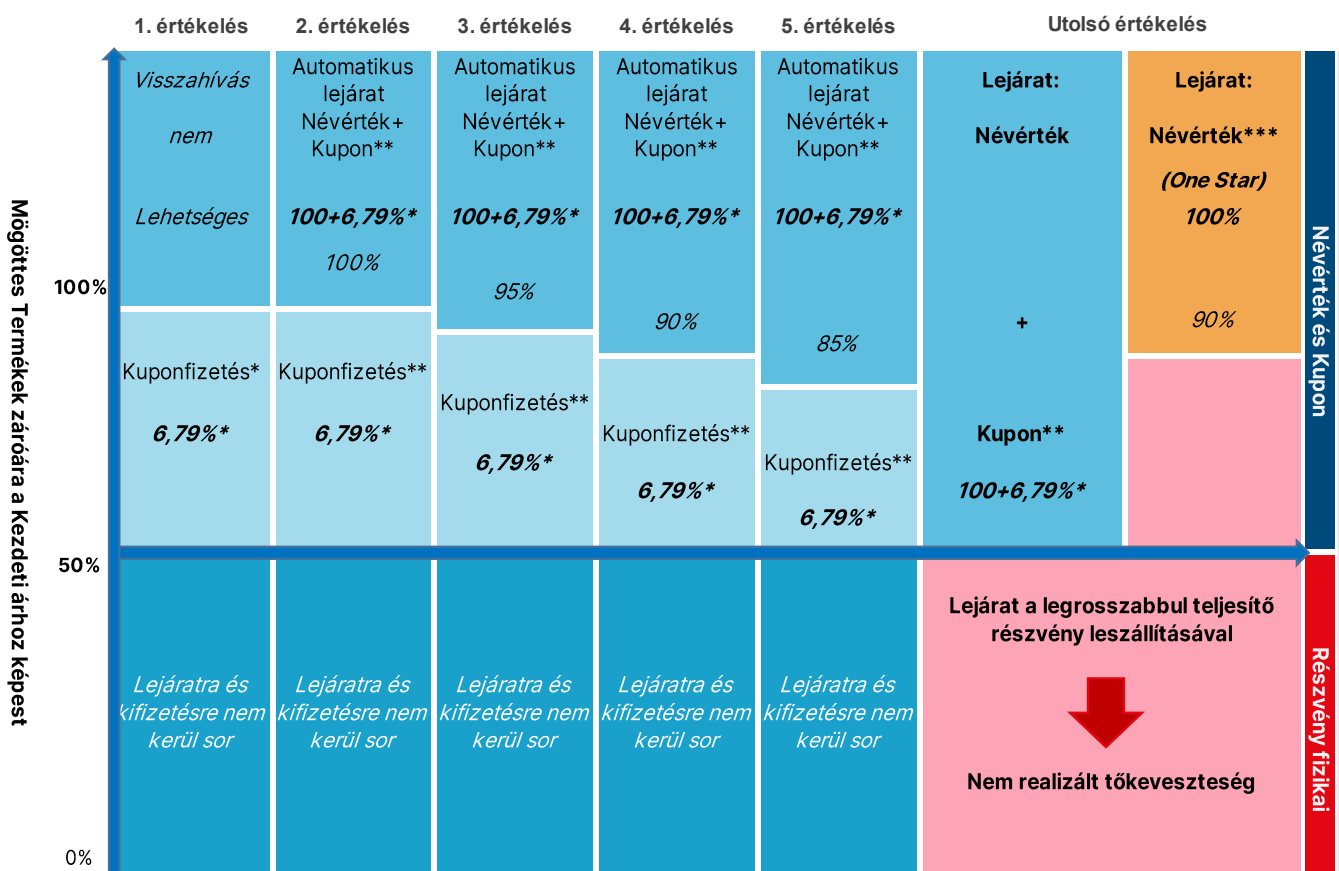 1. értékelés
2. értékelés
3. értékelés
4. értékelés
5. értékelés
Utolsó értékelés
Mögöttes Termékek záróára a Kezdeti árhoz képest
100%
50%
0%
Visszahívás
nem
Lehetséges
Kuponfizetés*
6,79%*
Lejáratra és
kifizetésre nem
kerül sor
Automatikus
lejárat
Névérték+
Kupon**
100+6,79%*
100%
Kuponfizetés**
6,79%*
Lejáratra és
kifizetésre nem
kerül sor
Automatikus
lejárat
Névérték+
Kupon**
100+6,79%*
95%
Kuponfizetés**
6,79%*
Lejáratra és
kifizetésre nem
kerül sor
Automatikus
lejárat
Névérték+
Kupon**
100+6,79%*
90%
Kuponfizetés**
6,79%*
Lejáratra és
kifizetésre nem
kerül sor
Automatikus
lejárat
Névérték+
Kupon**
100+6,79%*
85%
Kuponfizetés**
6,79%*
Lejáratra és
kifizetésre nem
kerül sor
Lejárat:
Névérték
+
Kupon**
100+6,79%*
Lejárat:
Névérték***
(One Star)
100%
90%
Lejárat a legrosszabbul teljesítő
részvény leszállításával
Nem realizált tőkeveszteség
Névérték és Kupon
Részvény fizikai